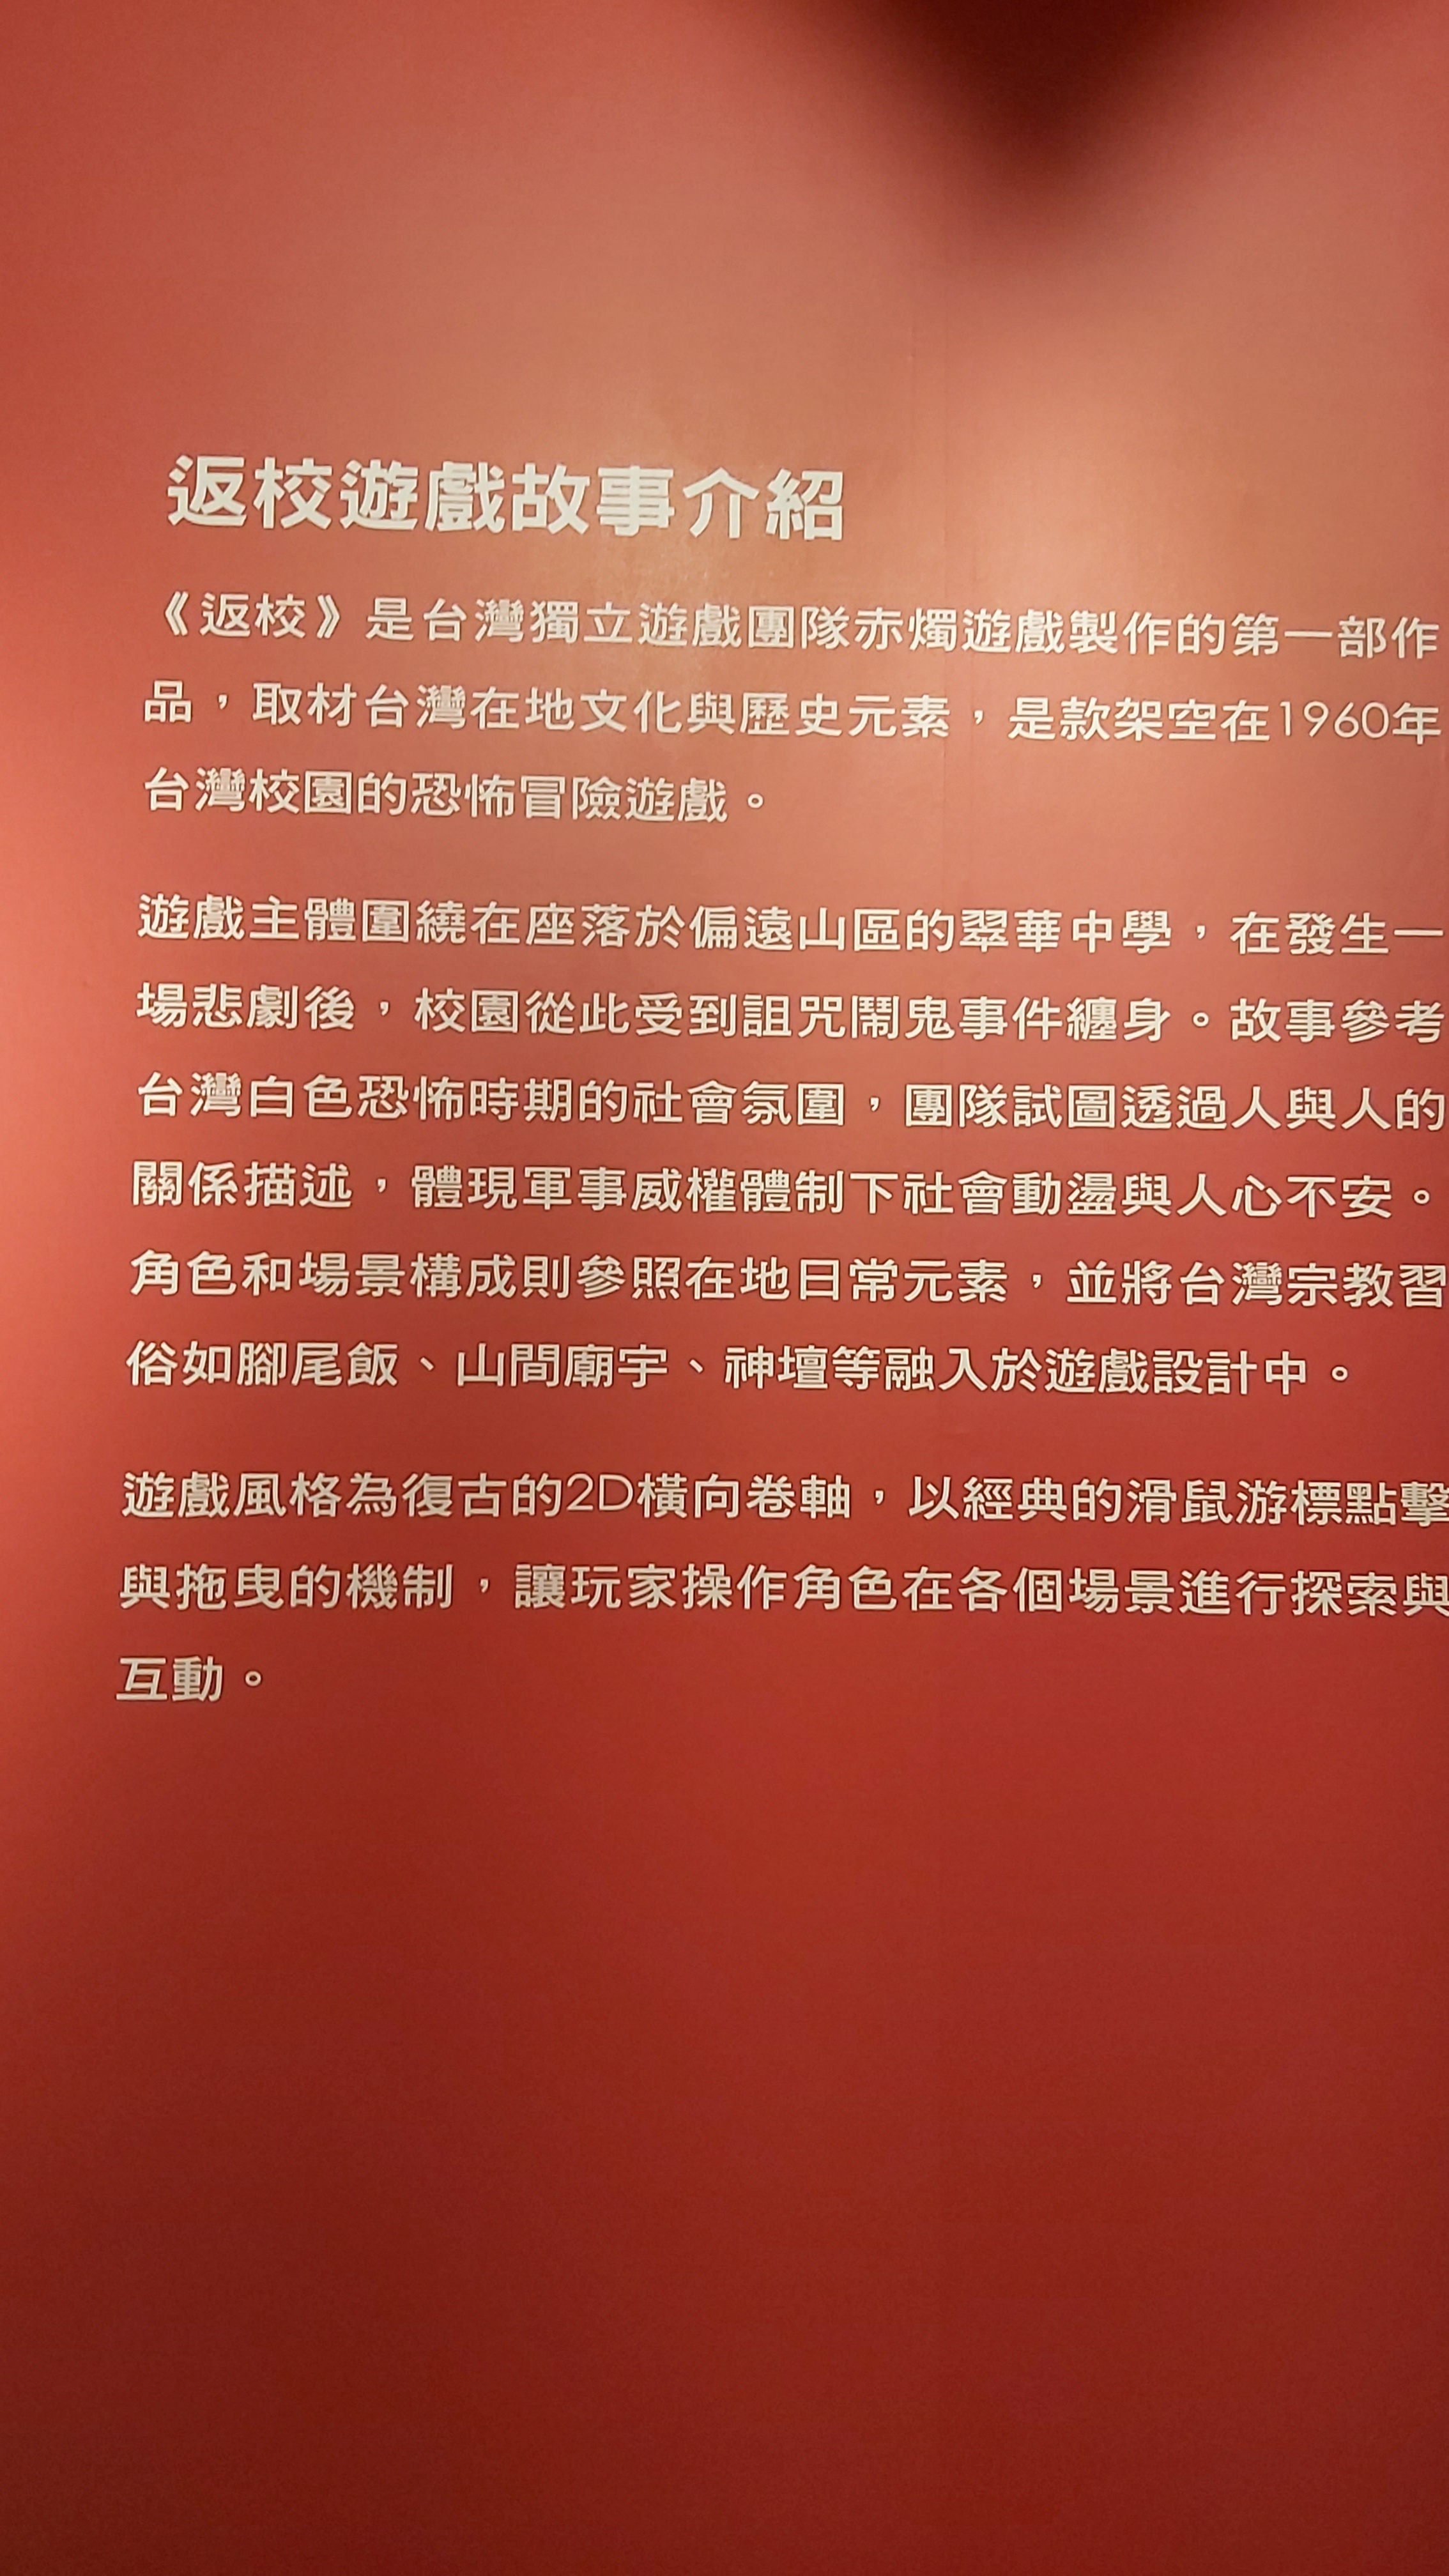 返校遊戲故事介紹
《返校》是台灣獨立遊戲團隊赤燭遊戲製作的第一部作
品，取材台灣在地文化與歷史元素，是款架空在1960年
台灣校園的恐怖冒險遊戲。
遊戲主體圍繞在座落於偏遠山區的翠華中學，在發生一
場悲劇後，校園從此受到詛咒鬧鬼事件纏身。故事參考
台灣白色恐怖時期的社會氛圍，團隊試圖透過人與人的
關係描述，體現軍事威權體制下社會動盪與人心不安。
角色和場景構成則參照在地日常元素，並將台灣宗教習
俗如腳尾飯、山間廟宇、神壇等融入於遊戲設計中。
遊戲風格為復古的2D橫向卷軸，以經典的滑鼠游標點擊
與拖曳的機制，讓玩家操作角色在各個場景進行探索與
互動。